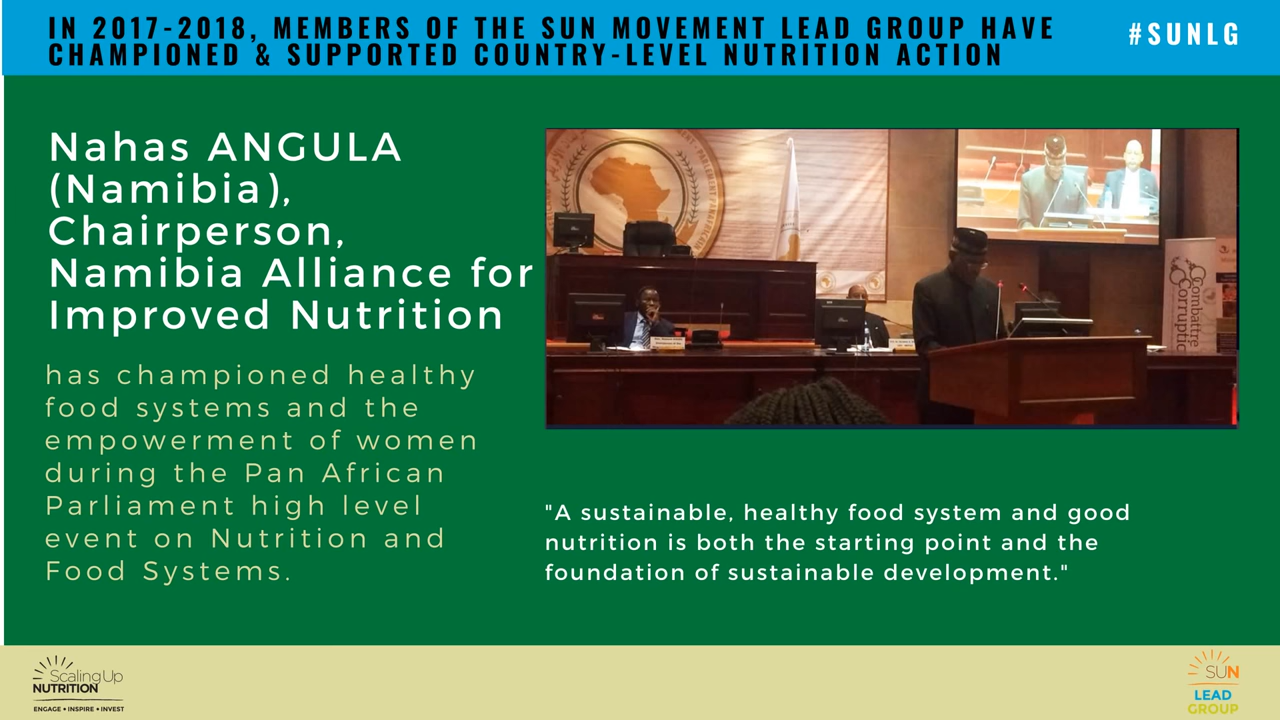 IN 2017-2018, MEMBERS OF THE SUN MOVEMENT LEAD GROUP HAVE
CHAMPIONED & SUPPORTED COUNTRY-LEVEL NUTRITION ACTION
#SUNLG
Nahas ANGULA
(Namibia),
Chairperson,
Namibia Alliance for
Improved Nutrition
has championed healthy
food systems and the
empowerment of women
during the Pan African
Parliament high level
event on Nutrition and
Food Systems.
Combattre
Corruptio
"A sustainable, healthy food system and good
nutrition is both the starting point and the
foundation of sustainable development."
Scaling Up
NUTRITION
ENGAGE • INSPIRE • INVEST
SUN
LEAD
GROUP